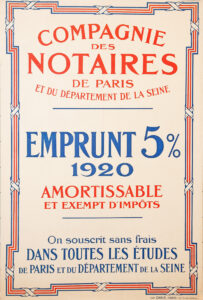 COMPAGNIE
DES
NOTAIRES
DE PARIS
ET DU DÉPARTEMENT DE LA SEINE
EMPRUNT 5%
1920
AMORTISSABLE
ET EXEMPT D'IMPÔTS
On souscrit sans frais
DANS TOUTES LES ÉTUDES
DE PARIS ET DU DÉPARTEMENT DE LA SEINE